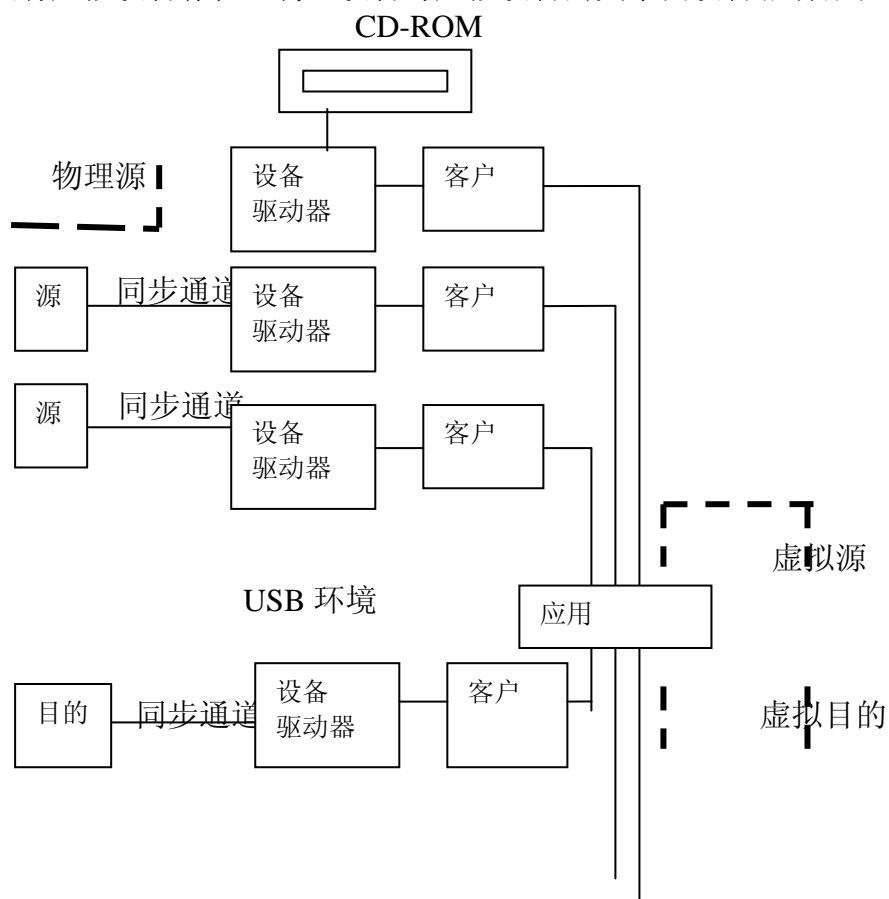 CD-ROM
物理源
设备
驱动器
客户
源
同步通道
设备
驱动器
客户
源
同步通道
设备
驱动器
客户
虚拟源
USB 环境
应用
目的
同步通道
设备
驱动器
客户
虚拟目的